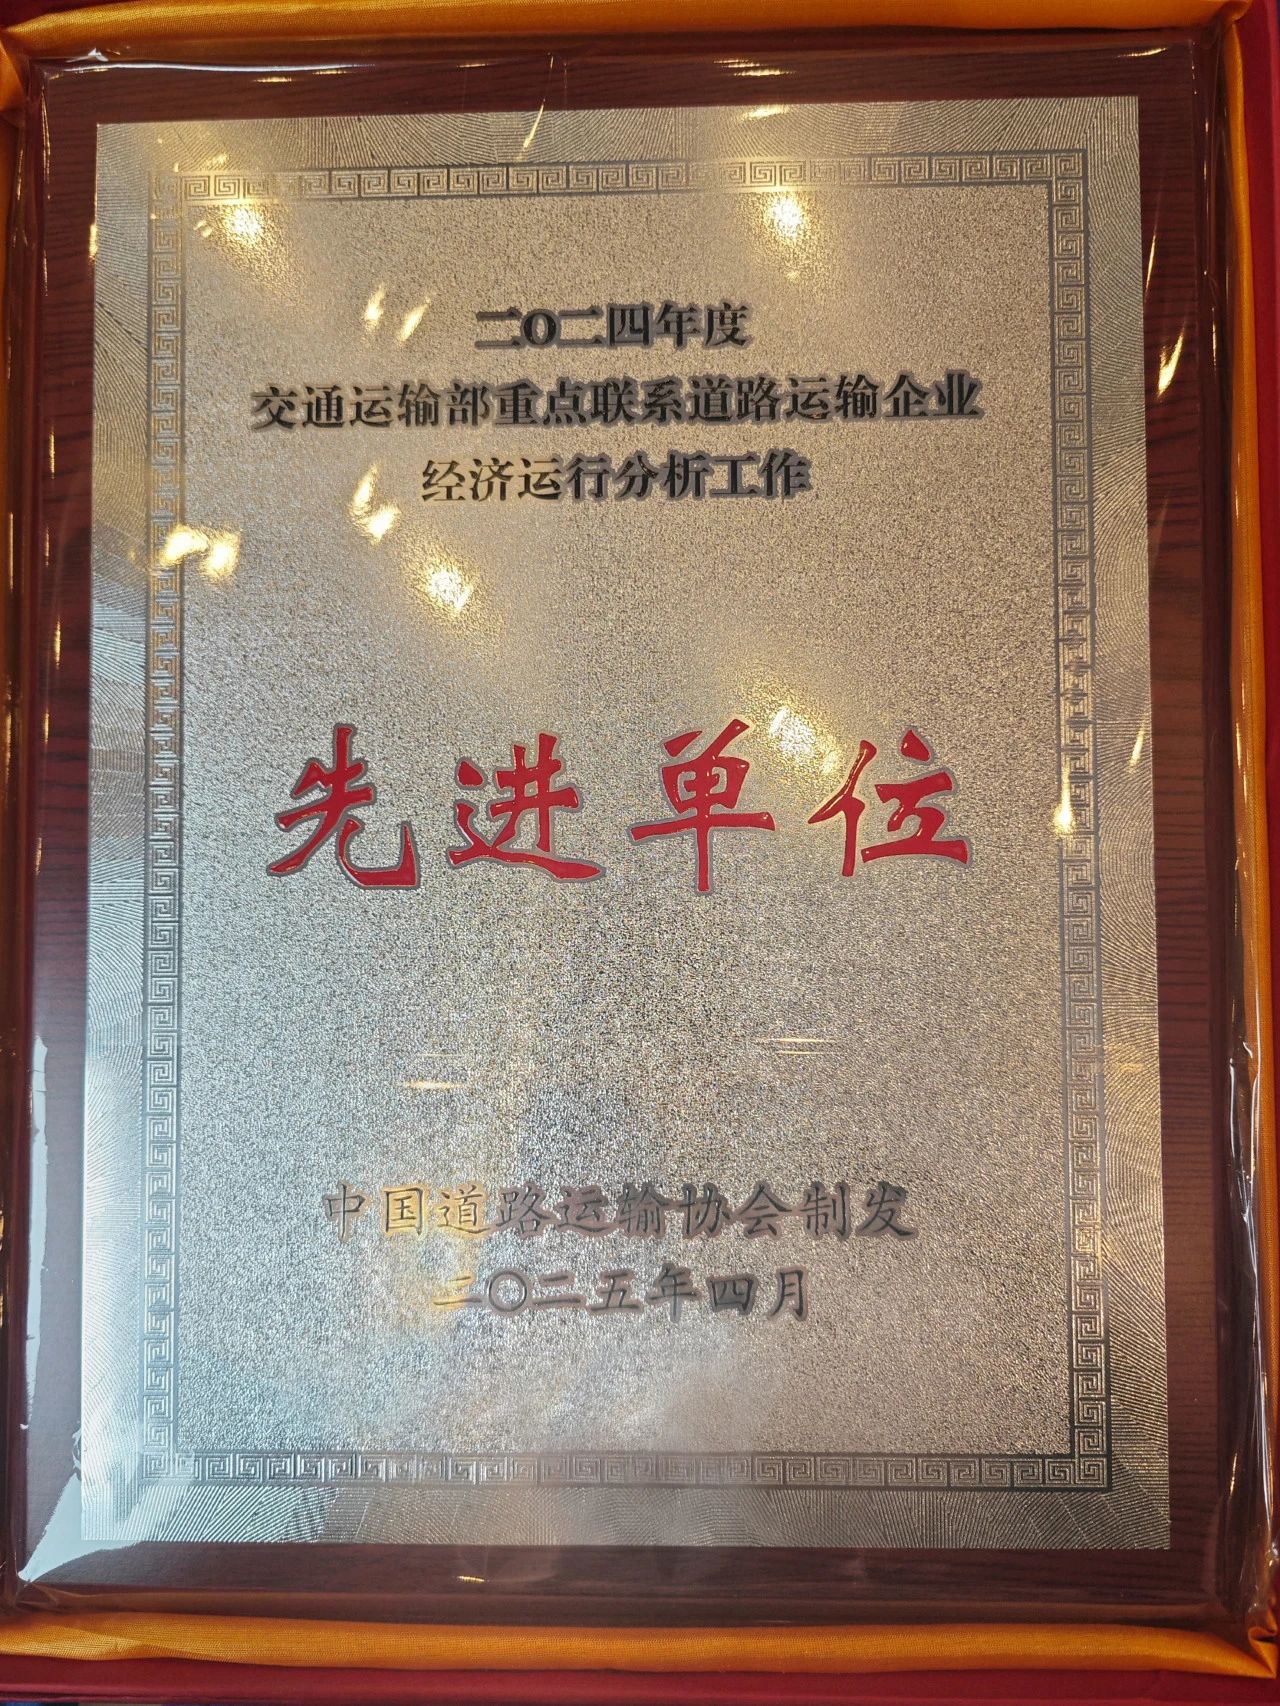 二〇二四年度
交通运输部重点联系道路运输企业
经济运行分析工作
先进单位
中国道路运输协会制发
二〇二五年四月